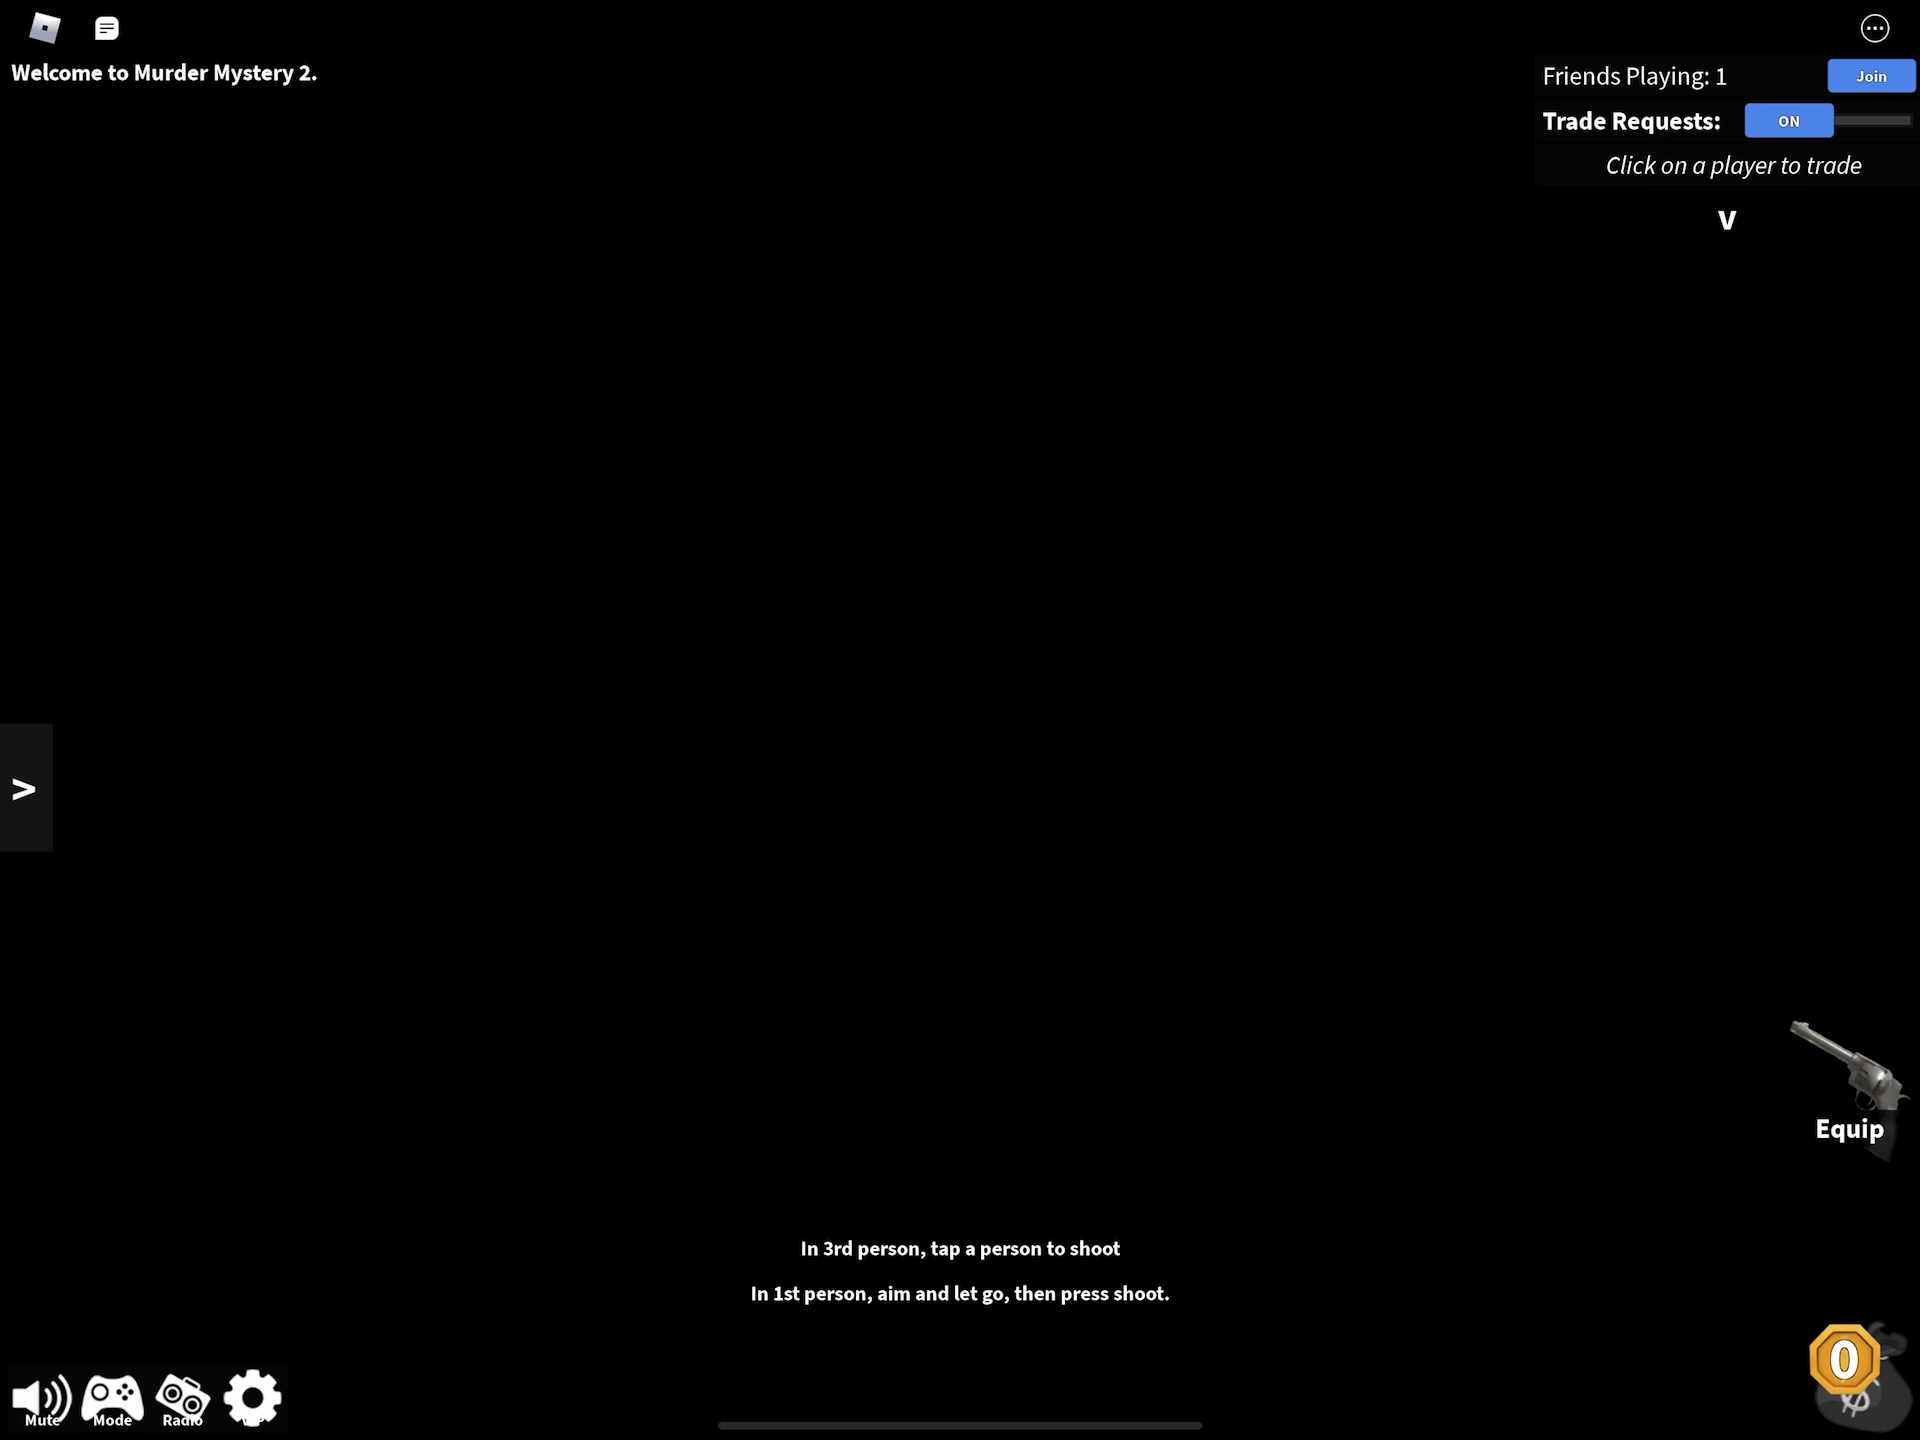 Welcome to Murder Mystery 2.
Friends Playing: 1
Join
Trade Requests:
ON
Click on a player to trade
v
>
Equip
In 3rd person, tap a person to shoot
In 1st person, aim and let go, then press shoot.
0
$
Mute
Mode
Radio